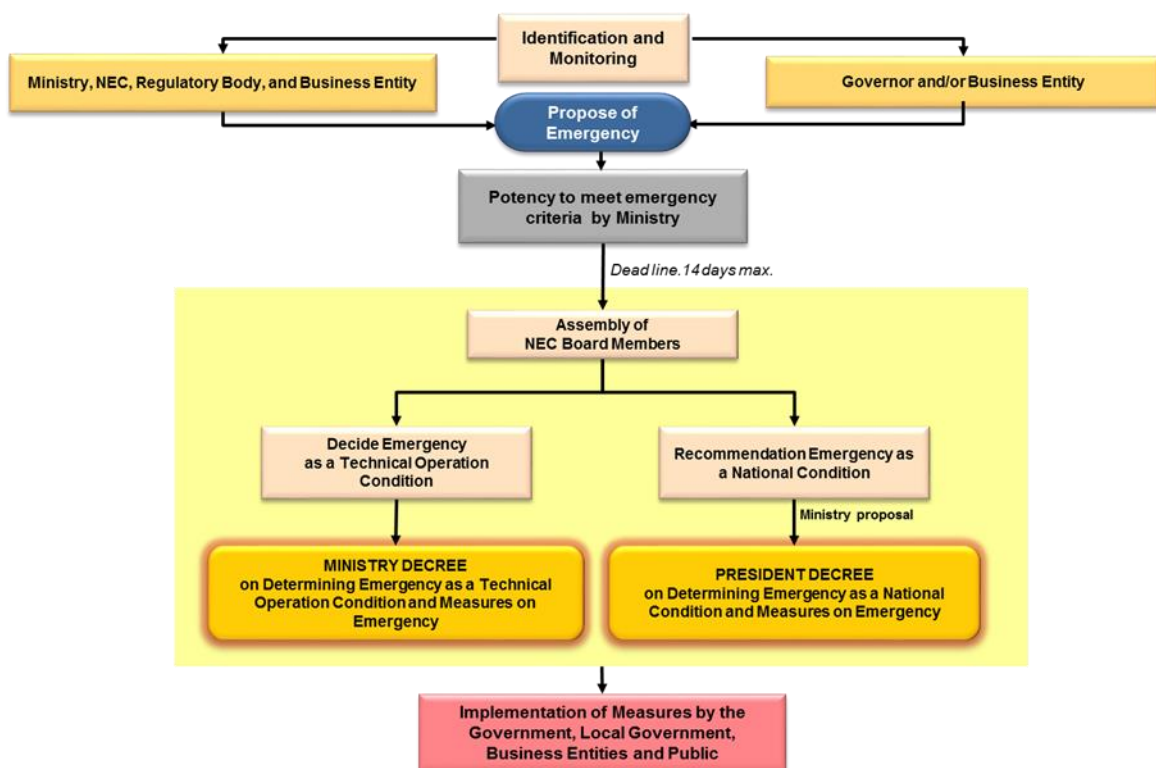 Identification and
Monitoring
Ministry, NEC, Regulatory Body, and Business Entity
Governor and/or Business Entity
Propose of
Emergency
Potency to meet emergency
criteria by Ministry
Dead line.14 days max.
Assembly of
NEC Board Members
Decide Emergency
as a Technical Operation
Condition
Recommendation Emergency as
a National Condition
Ministry proposal
MINISTRY DECREE
on Determining Emergency as a Technical
Operation Condition and Measures on
Emergency
PRESIDENT DECREE
on Determining Emergency as a National
Condition and Measures on Emergency
Implementation of Measures by the
Government, Local Government,
Business Entities and Public